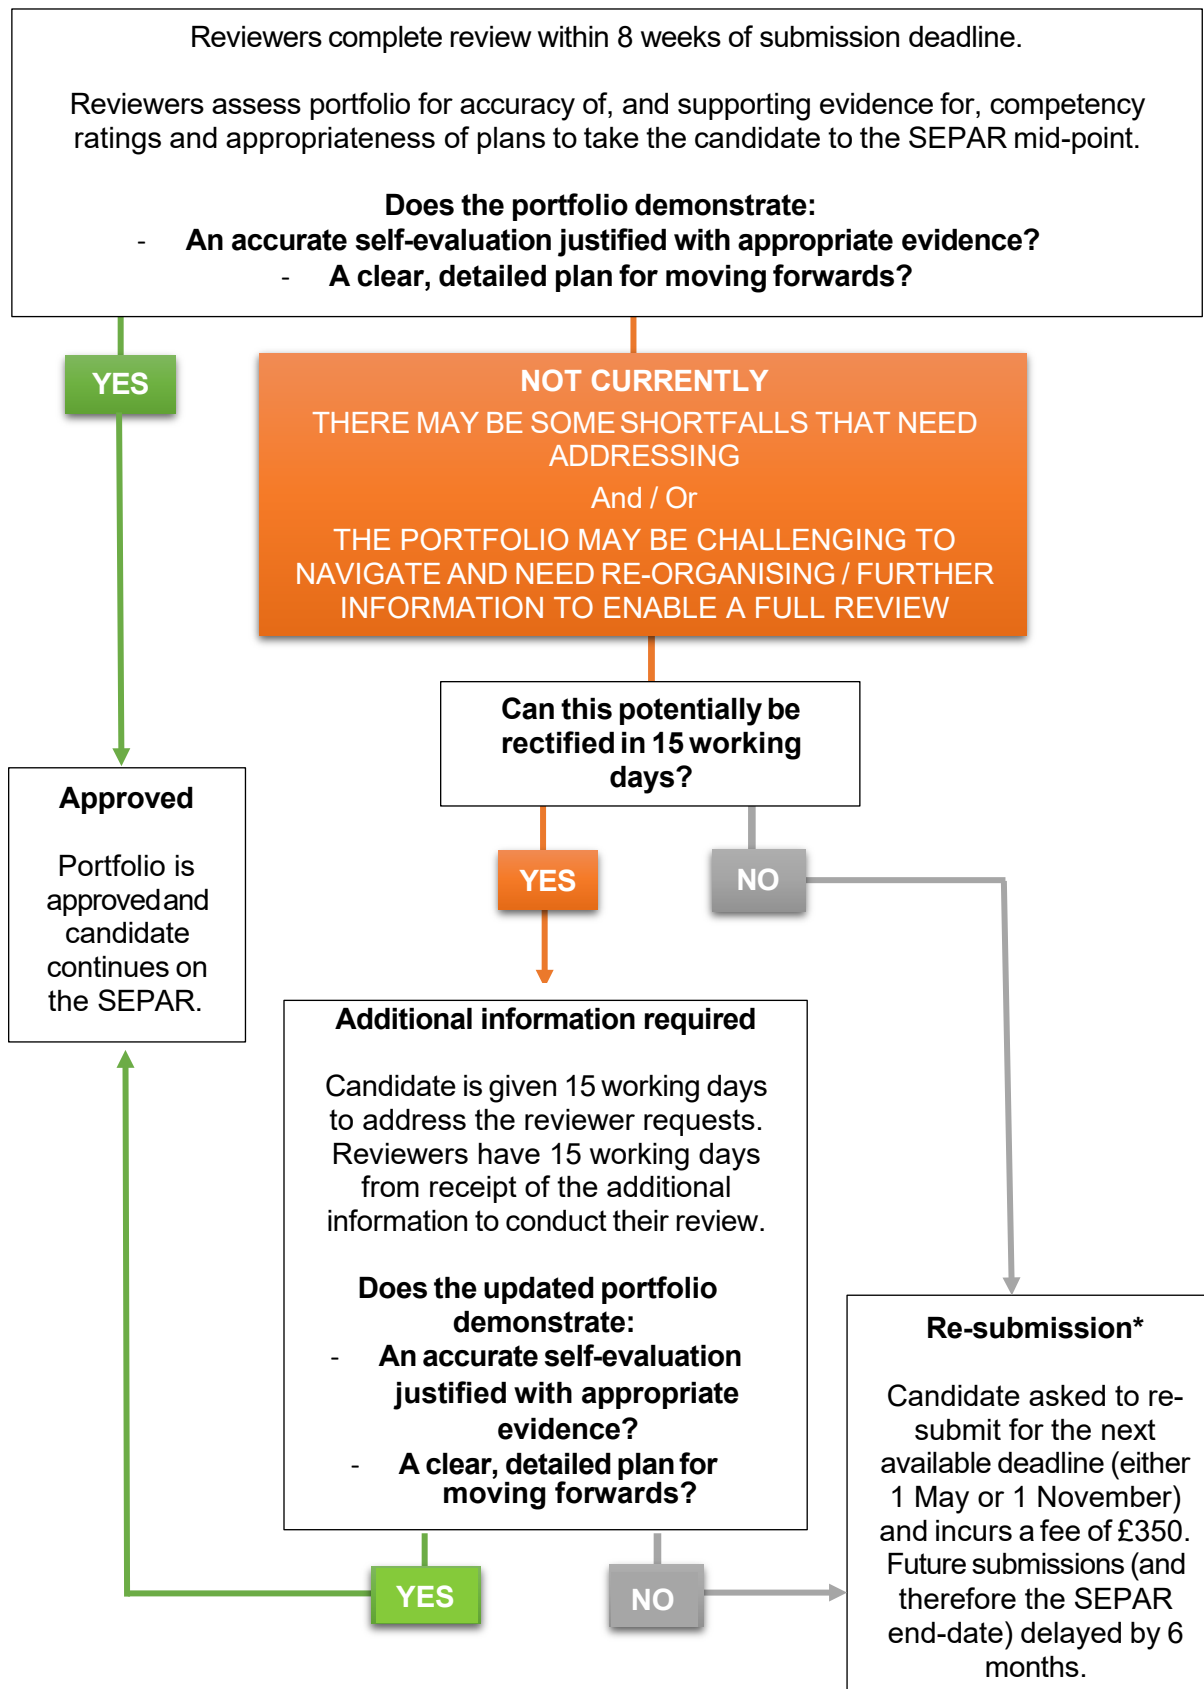 Reviewers complete review within 8 weeks of submission deadline.
Reviewers assess portfolio for accuracy of, and supporting evidence for, competency
ratings and appropriateness of plans to take the candidate to the SEPAR mid-point.
Does the portfolio demonstrate:
- An accurate self-evaluation justified with appropriate evidence?
- A clear, detailed plan for moving forwards?
YES
NOT CURRENTLY
THERE MAY BE SOME SHORTFALLS THAT NEED
ADDRESSING
And / Or
THE PORTFOLIO MAY BE CHALLENGING TO
NAVIGATE AND NEED RE-ORGANISING / FURTHER
INFORMATION TO ENABLE A FULL REVIEW
Can this potentially be
rectified in 15 working
days?
YES
NO
Approved
Portfolio is
approved and
candidate
continues on
the SEPAR.
Additional information required
Candidate is given 15 working days
to address the reviewer requests.
Reviewers have 15 working days
from receipt of the additional
information to conduct their review.
Does the updated portfolio
demonstrate:
- An accurate self-evaluation
justified with appropriate
evidence?
- A clear, detailed plan for
moving forwards?
YES
NO
Re-submission*
Candidate asked to re-
submit for the next
available deadline (either
1 May or 1 November)
and incurs a fee of £350.
Future submissions (and
therefore the SEPAR
end-date) delayed by 6
months.